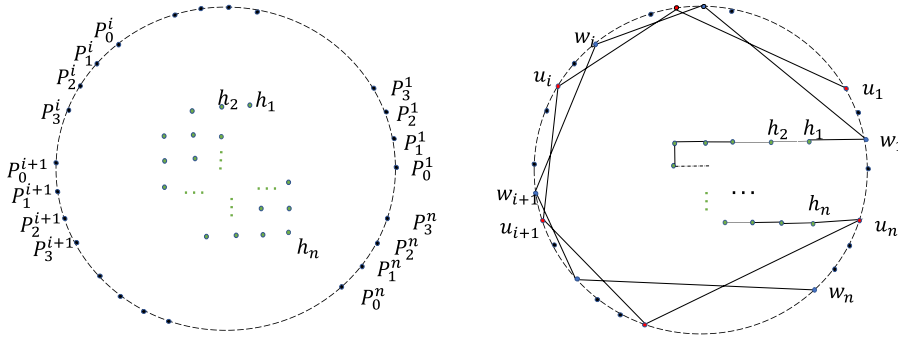 P_0^i
P_1^i
P_2^i
P_3^i
P_0^{i+1}
P_1^{i+1}
P_2^{i+1}
P_3^{i+1}
h_2 h_1
h_n
P_3^1
P_2^1
P_1^1
P_0^1
P_3^n
P_2^n
P_1^n
P_0^n
w_i
u_i
w_{i+1}
u_{i+1}
u_1
h_2 h_1
h_n
u_n
w_n